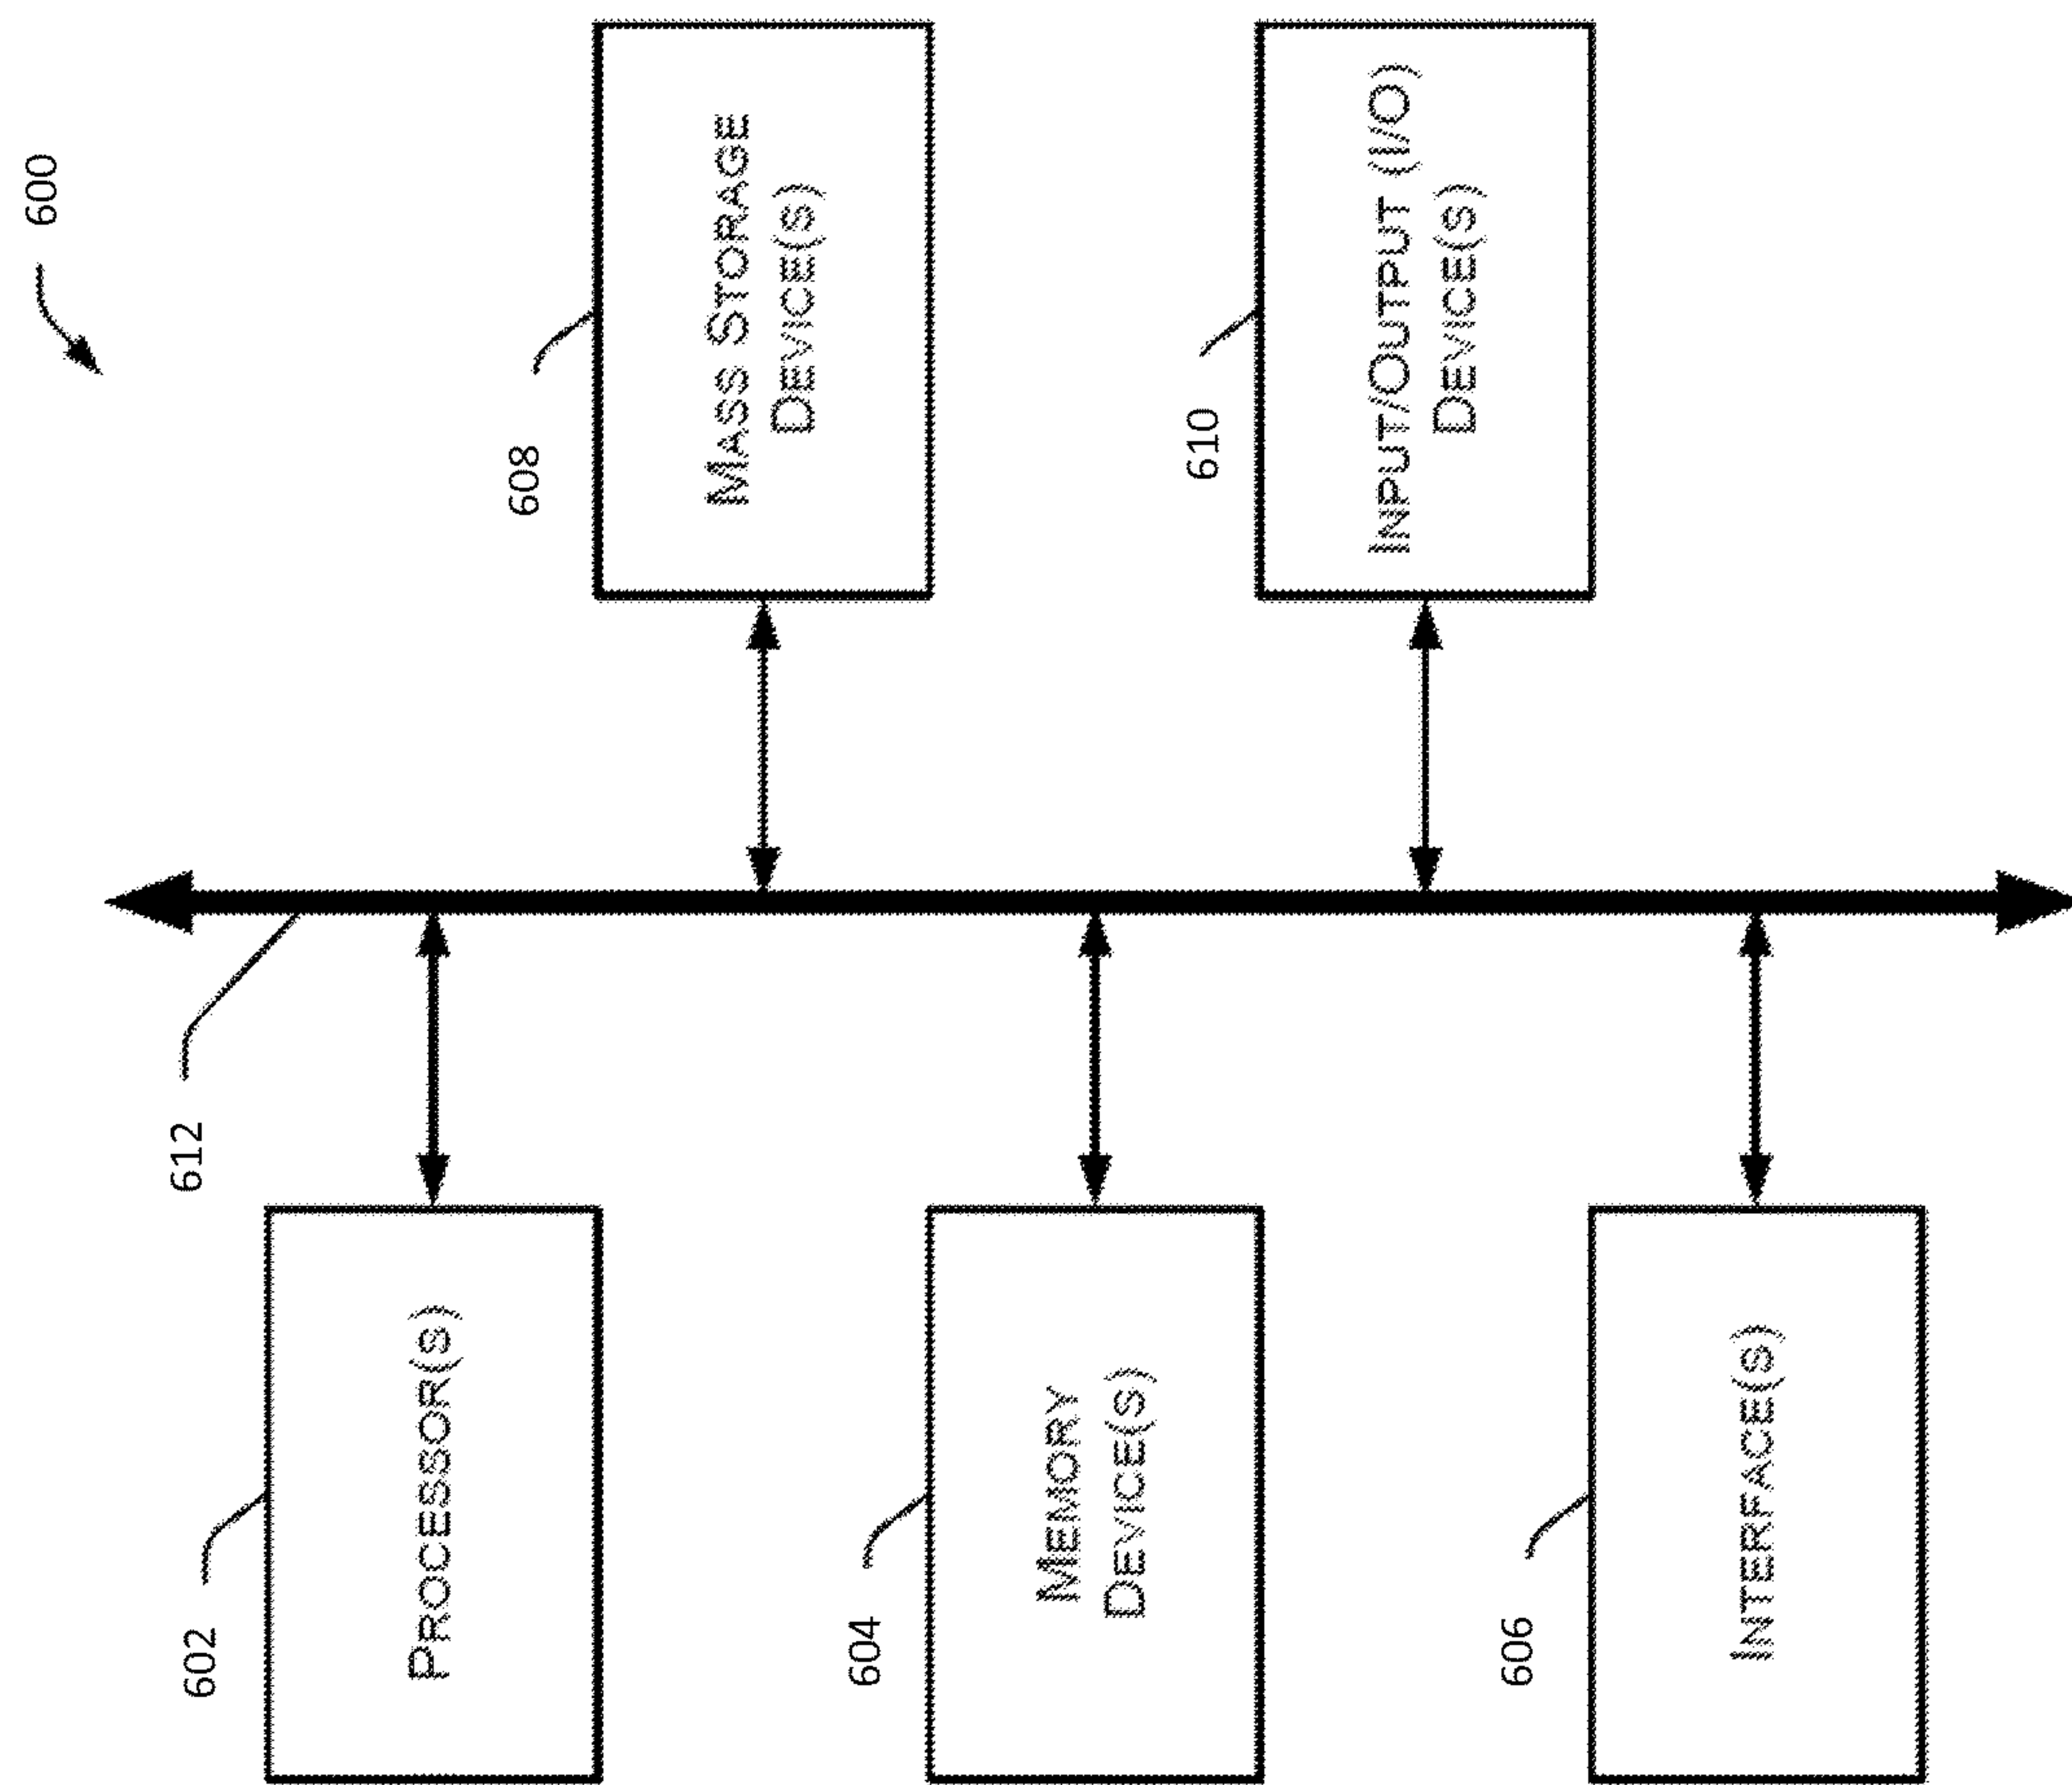 600
612
602
PROCESSOR(S)
608
MASS STORAGE
DEVICE(S)
604
MEMORY
DEVICE(S)
610
INPUT/OUTPUT (I/O)
DEVICE(S)
606
INTERFACE(S)